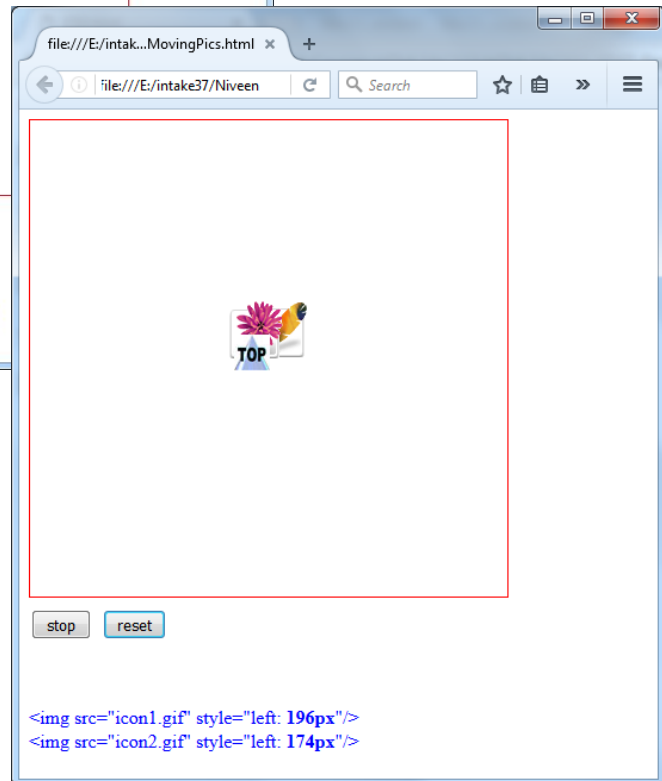 file:///E:/intak...MovingPics.html × +
file:///E:/intake37/Niveen Search
TOP
stop reset
<img src="icon1.gif" style="left: 196px"/>
<img src="icon2.gif" style="left: 174px"/>